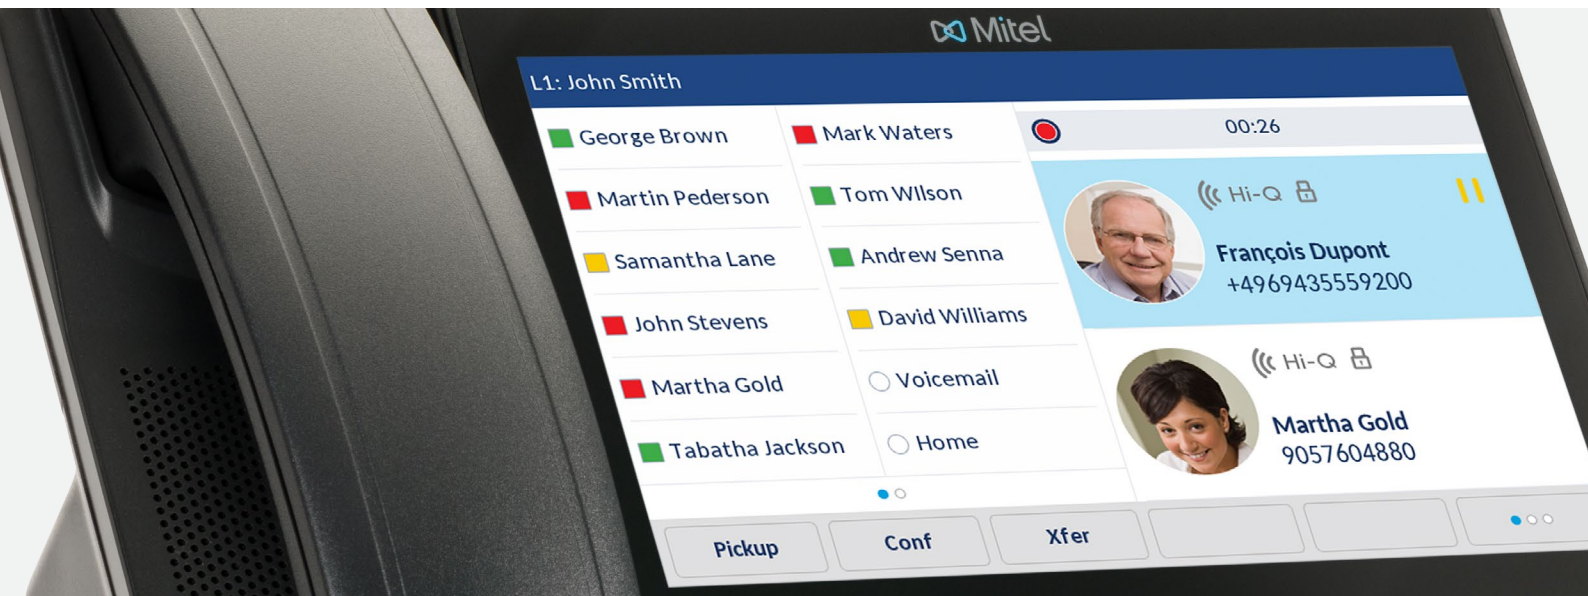 Mitel
L1: John Smith
George Brown
Mark Waters
Martin Pederson
Tom WIlson
Samantha Lane
Andrew Senna
John Stevens
David Williams
Martha Gold
Voicemail
Tabatha Jackson
Home
00:26
Hi-Q
François Dupont
+4969435559200
Hi-Q
Martha Gold
9057604880
Pickup
Conf
Xfer